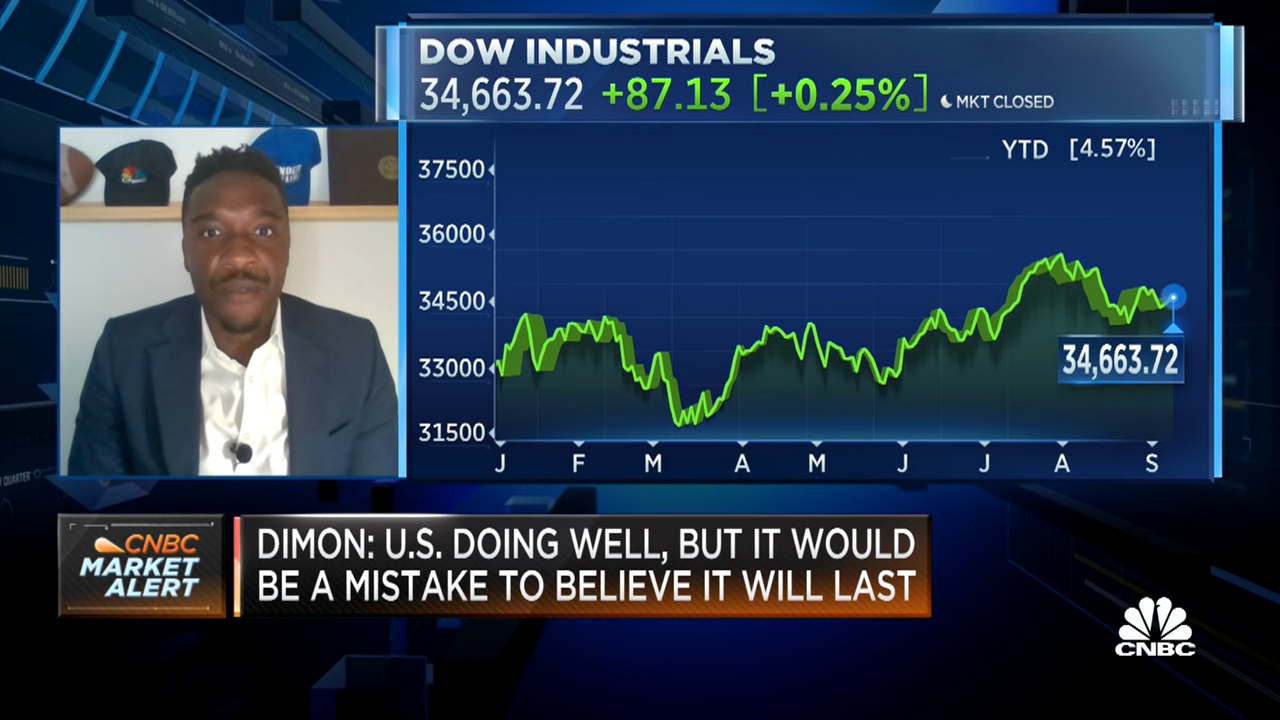 DOW INDUSTRIALS
34,663.72 +87.13 [+0.25%] MKT CLOSED
YTD [4.57%]
37500
36000
34500
33000
31500
34,663.72
J F M A M J J A S
CNBC
MARKET
ALERT
DIMON: U.S. DOING WELL, BUT IT WOULD
BE A MISTAKE TO BELIEVE IT WILL LAST
CNBC
QUARTER